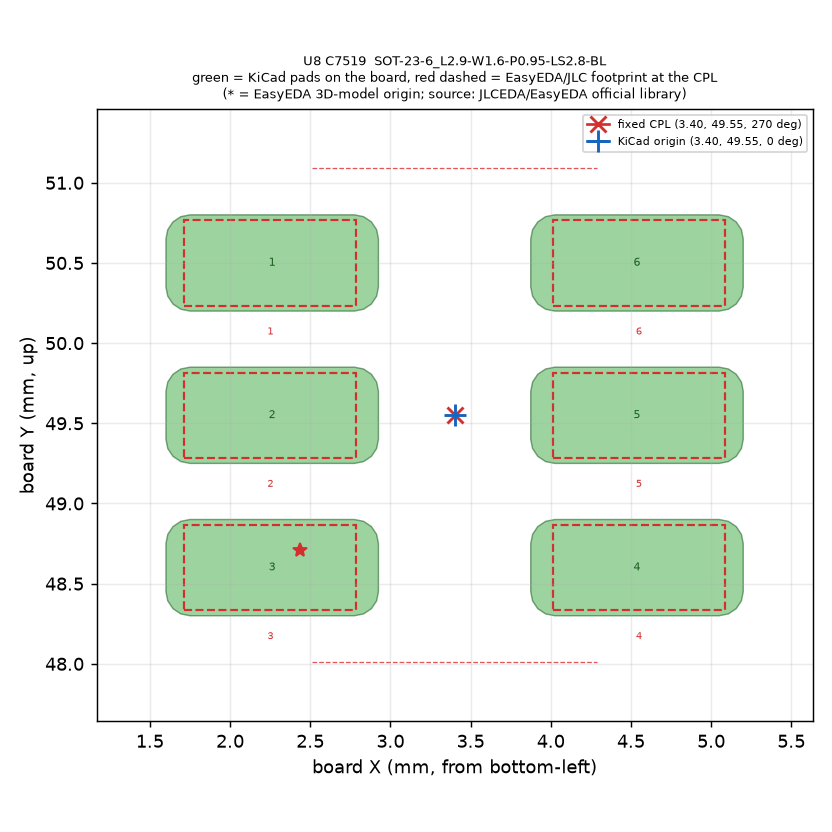 U8 C7519  SOT-23-6_L2.9-W1.6-P0.95-LS2.8-BL
green = KiCad pads on the board, red dashed = EasyEDA/JLC footprint at the CPL
(* = EasyEDA 3D-model origin; source: JLCEDA/EasyEDA official library)
fixed CPL (3.40, 49.55, 270 deg)
KiCad origin (3.40, 49.55, 0 deg)
51.0
50.5
50.0
49.5
49.0
48.5
48.0
board Y (mm, up)
1
6
1
6
2
5
2
5
3
4
3
4
1.5 2.0 2.5 3.0 3.5 4.0 4.5 5.0 5.5
board X (mm, from bottom-left)